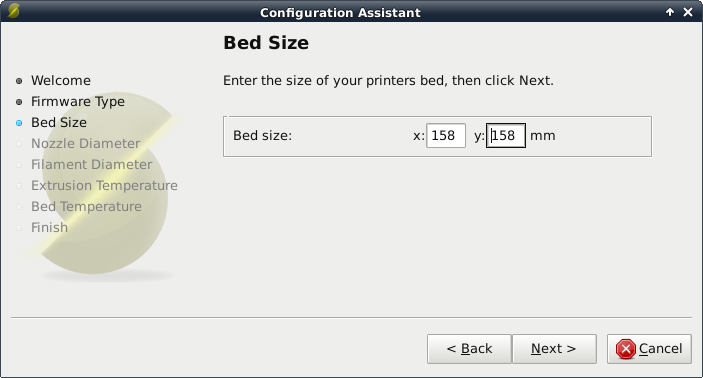 Configuration Assistant
Bed Size
Enter the size of your printers bed, then click Next.
Welcome
Firmware Type
Bed Size
Nozzle Diameter
Filament Diameter
Extrusion Temperature
Bed Temperature
Finish
Bed size: x: 158 y: 158 mm
< Back Next > Cancel